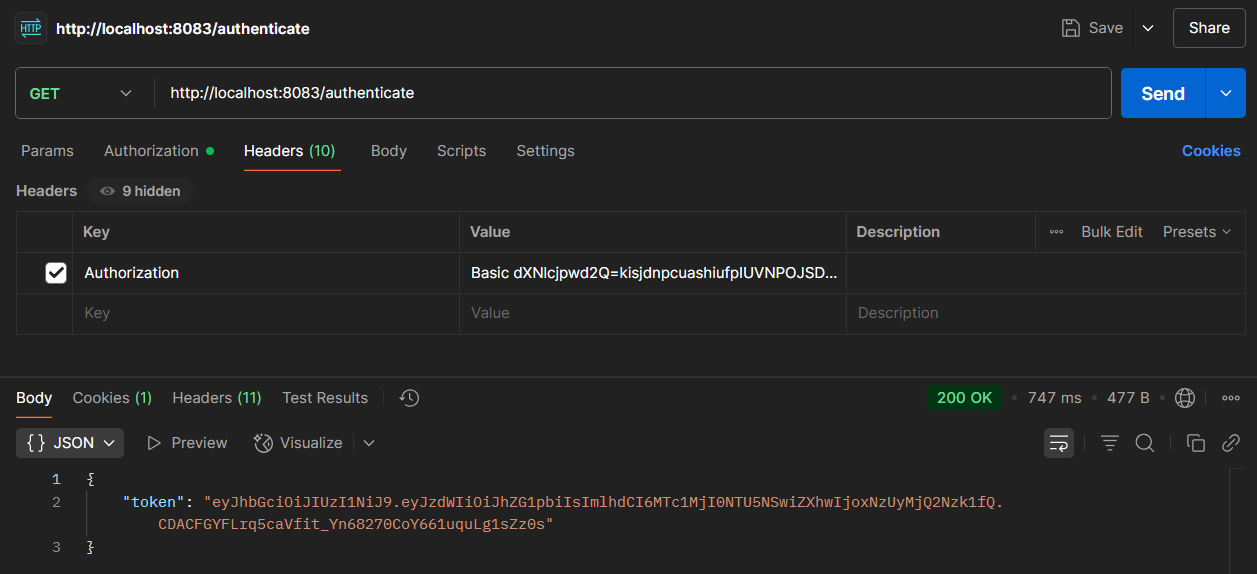 HTTP http://localhost:8083/authenticate Save Share
GET http://localhost:8083/authenticate Send
Params Authorization Headers (10) Body Scripts Settings Cookies
Headers 9 hidden
Key Value Description Bulk Edit Presets
Authorization Basic dXNlcjpwd2Q=kisjdnpcuashiufpIUVNPOJSD...
Key Value Description
Body Cookies (1) Headers (11) Test Results 200 OK • 747 ms • 477 B •
{} JSON Preview Visualize
1 {
2 "token": "eyJhbGciOiJIUzI1NiJ9.eyJzdWIiOiJhZG1pbiIsImlhdCI6MTc1MjI0NTU5NSwiZXhwIjoxNzUyMjQ2Nzk1fQ.
CDACFGYFLrq5caVfit_Yn68270CoY661uquLg1sZz0s"
3 }